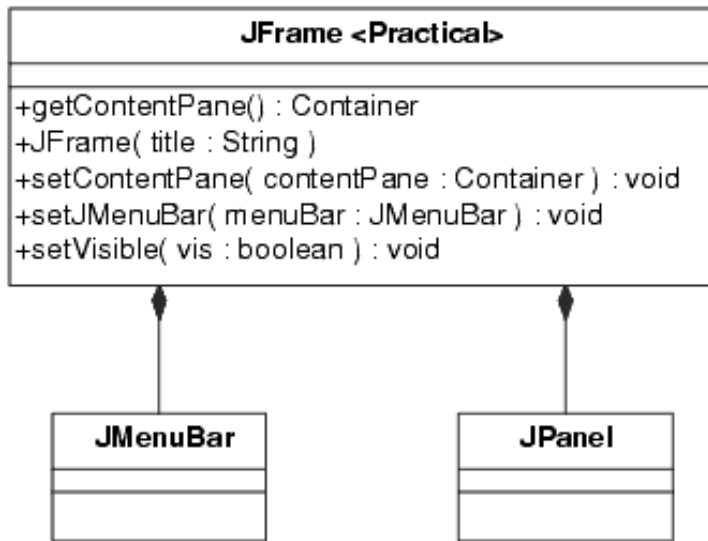 JFrame <Practical>
+getContentPane() : Container
+JFrame( title : String )
+setContentPane( contentPane : Container ) : void
+setJMenuBar( menuBar : JMenuBar ) : void
+setVisible( vis : boolean ) : void
JMenuBar
JPanel